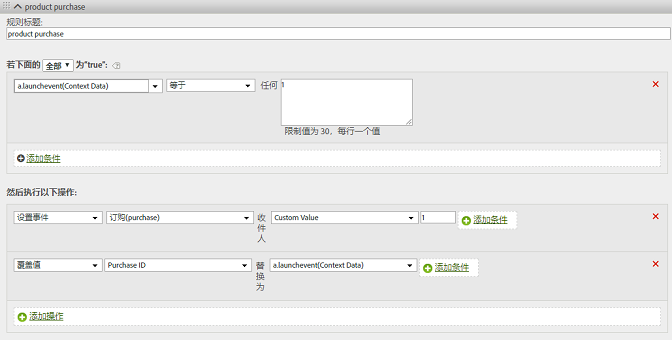 product purchase
规则标题:
product purchase
若下面的 全部 为"true":
a.launchevent(Context Data) 等于 任何 1
限制值为 30，每行一个值
添加条件
然后执行以下操作:
设置事件 订购(purchase) 收件人 Custom Value 1 添加条件
覆盖值 Purchase ID 替换为 a.launchevent(Context Data) 添加条件
添加操作